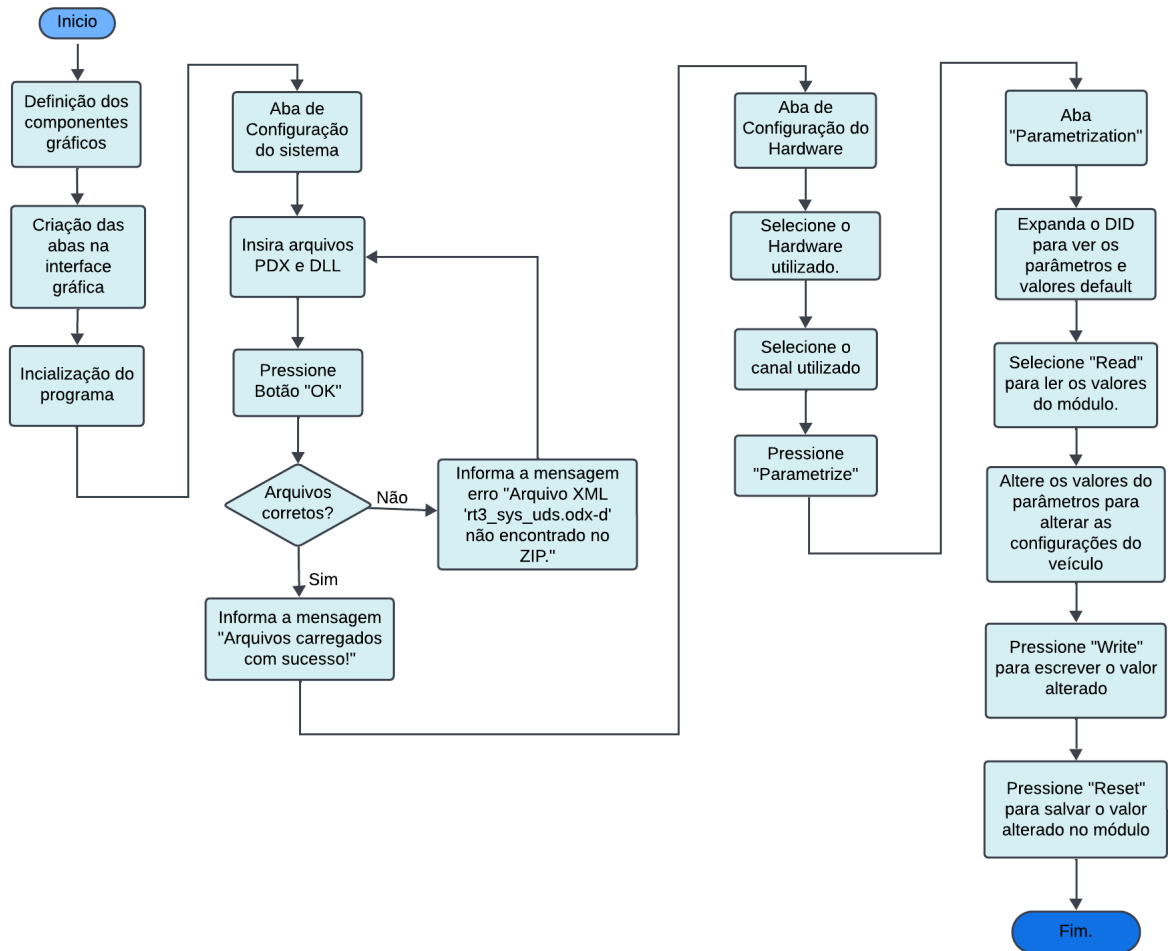 Inicio
Definição dos
componentes
gráficos
Criação das
abas na
interface
gráfica
Incialização do
programa
Aba de
Configuração
do sistema
Insira arquivos
PDX e DLL
Pressione
Botão "OK"
Arquivos
corretos?
Não
Informa a mensagem
erro "Arquivo XML
'rt3_sys_uds.odx-d'
não encontrado no
ZIP."
Sim
Informa a mensagem
"Arquivos carregados
com sucesso!"
Aba de
Configuração do
Hardware
Selecione o
Hardware
utilizado.
Selecione o
canal utilizado
Pressione
"Parametrize"
Aba
"Parametrization"
Expanda o DID
para ver os
parâmetros e
valores default
Selecione "Read"
para ler os valores
do módulo.
Altere os valores do
parâmetros para
alterar as
configurações do
veículo
Pressione "Write"
para escrever o valor
alterado
Pressione "Reset"
para salvar o valor
alterado no módulo
Fim.